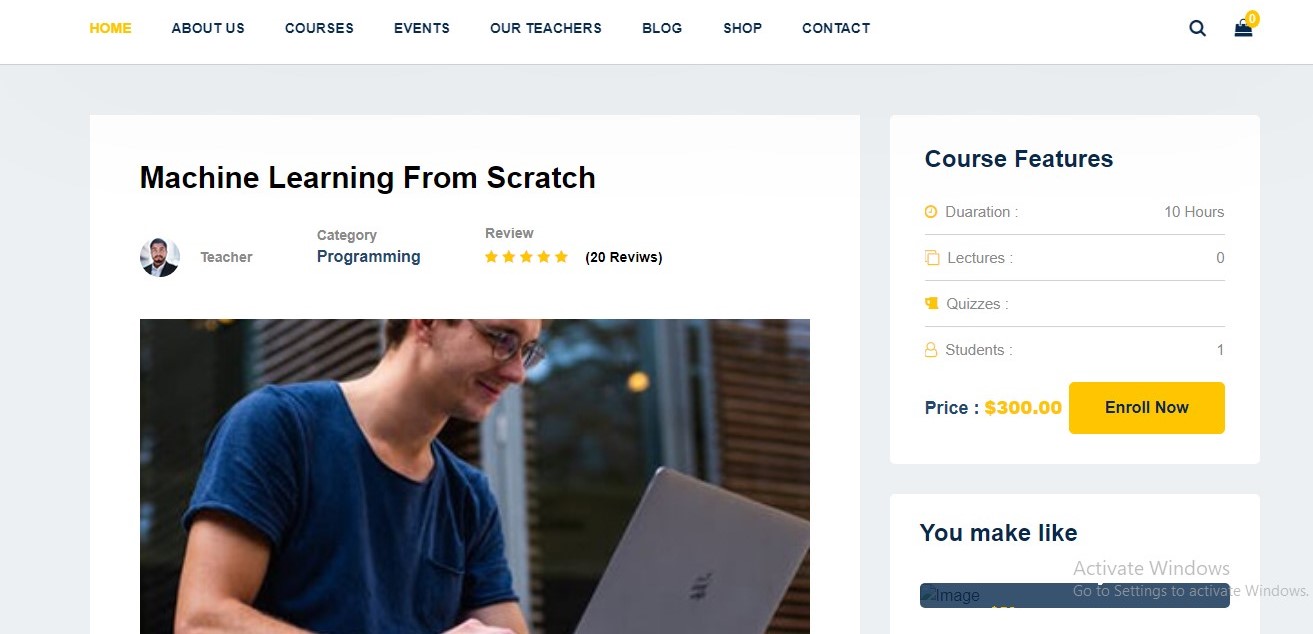 HOME ABOUT US COURSES EVENTS OUR TEACHERS BLOG SHOP CONTACT 0
Machine Learning From Scratch
Teacher
Category
Programming
Review
(20 Reviws)
Course Features
Duaration : 10 Hours
Lectures : 0
Quizzes :
Students : 1
Price : $300.00 Enroll Now
You make like
Activate Windows
Go to Settings to activate Windows.
Image